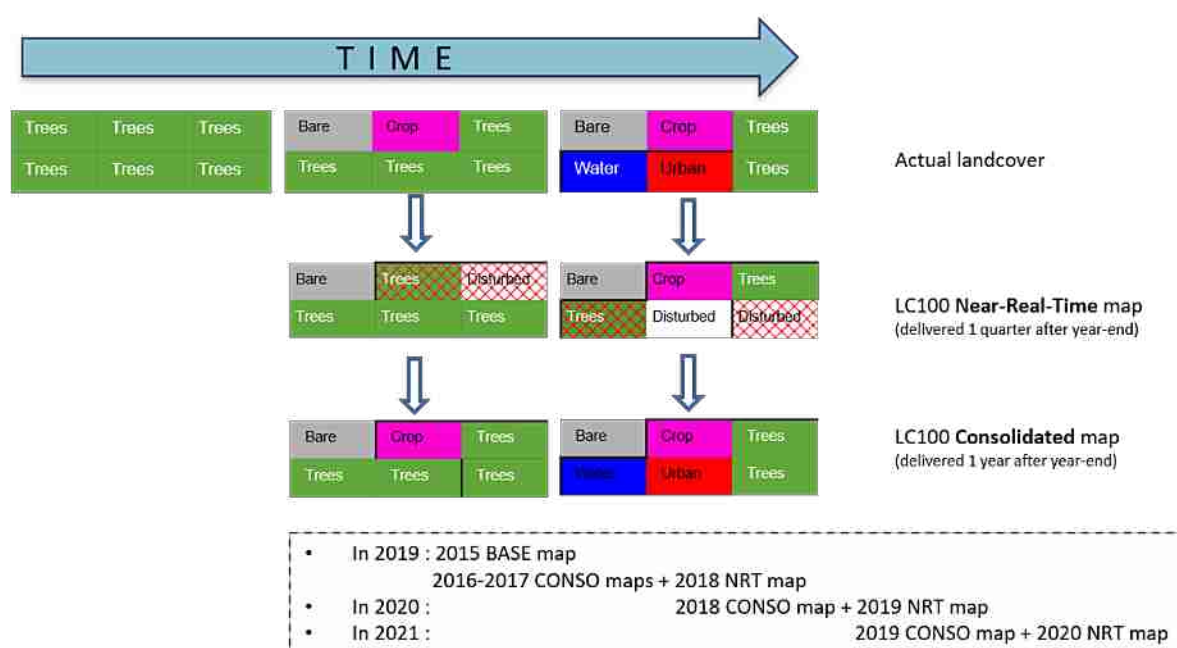 TIME
Trees Trees Trees Bare Crop Trees Bare Crop Trees
Trees Trees Trees Trees Trees Trees Water Urban Trees
Actual landcover
Bare Trees Disturbed Bare Crop Trees
Trees Trees Trees Trees Disturbed Disturbed
LC100 Near-Real-Time map
(delivered 1 quarter after year-end)
Bare Crop Trees Bare Crop Trees
Trees Trees Trees Water Urban Trees
LC100 Consolidated map
(delivered 1 year after year-end)
• In 2019 : 2015 BASE map
2016-2017 CONSO maps + 2018 NRT map
• In 2020 : 2018 CONSO map + 2019 NRT map
• In 2021 : 2019 CONSO map + 2020 NRT map